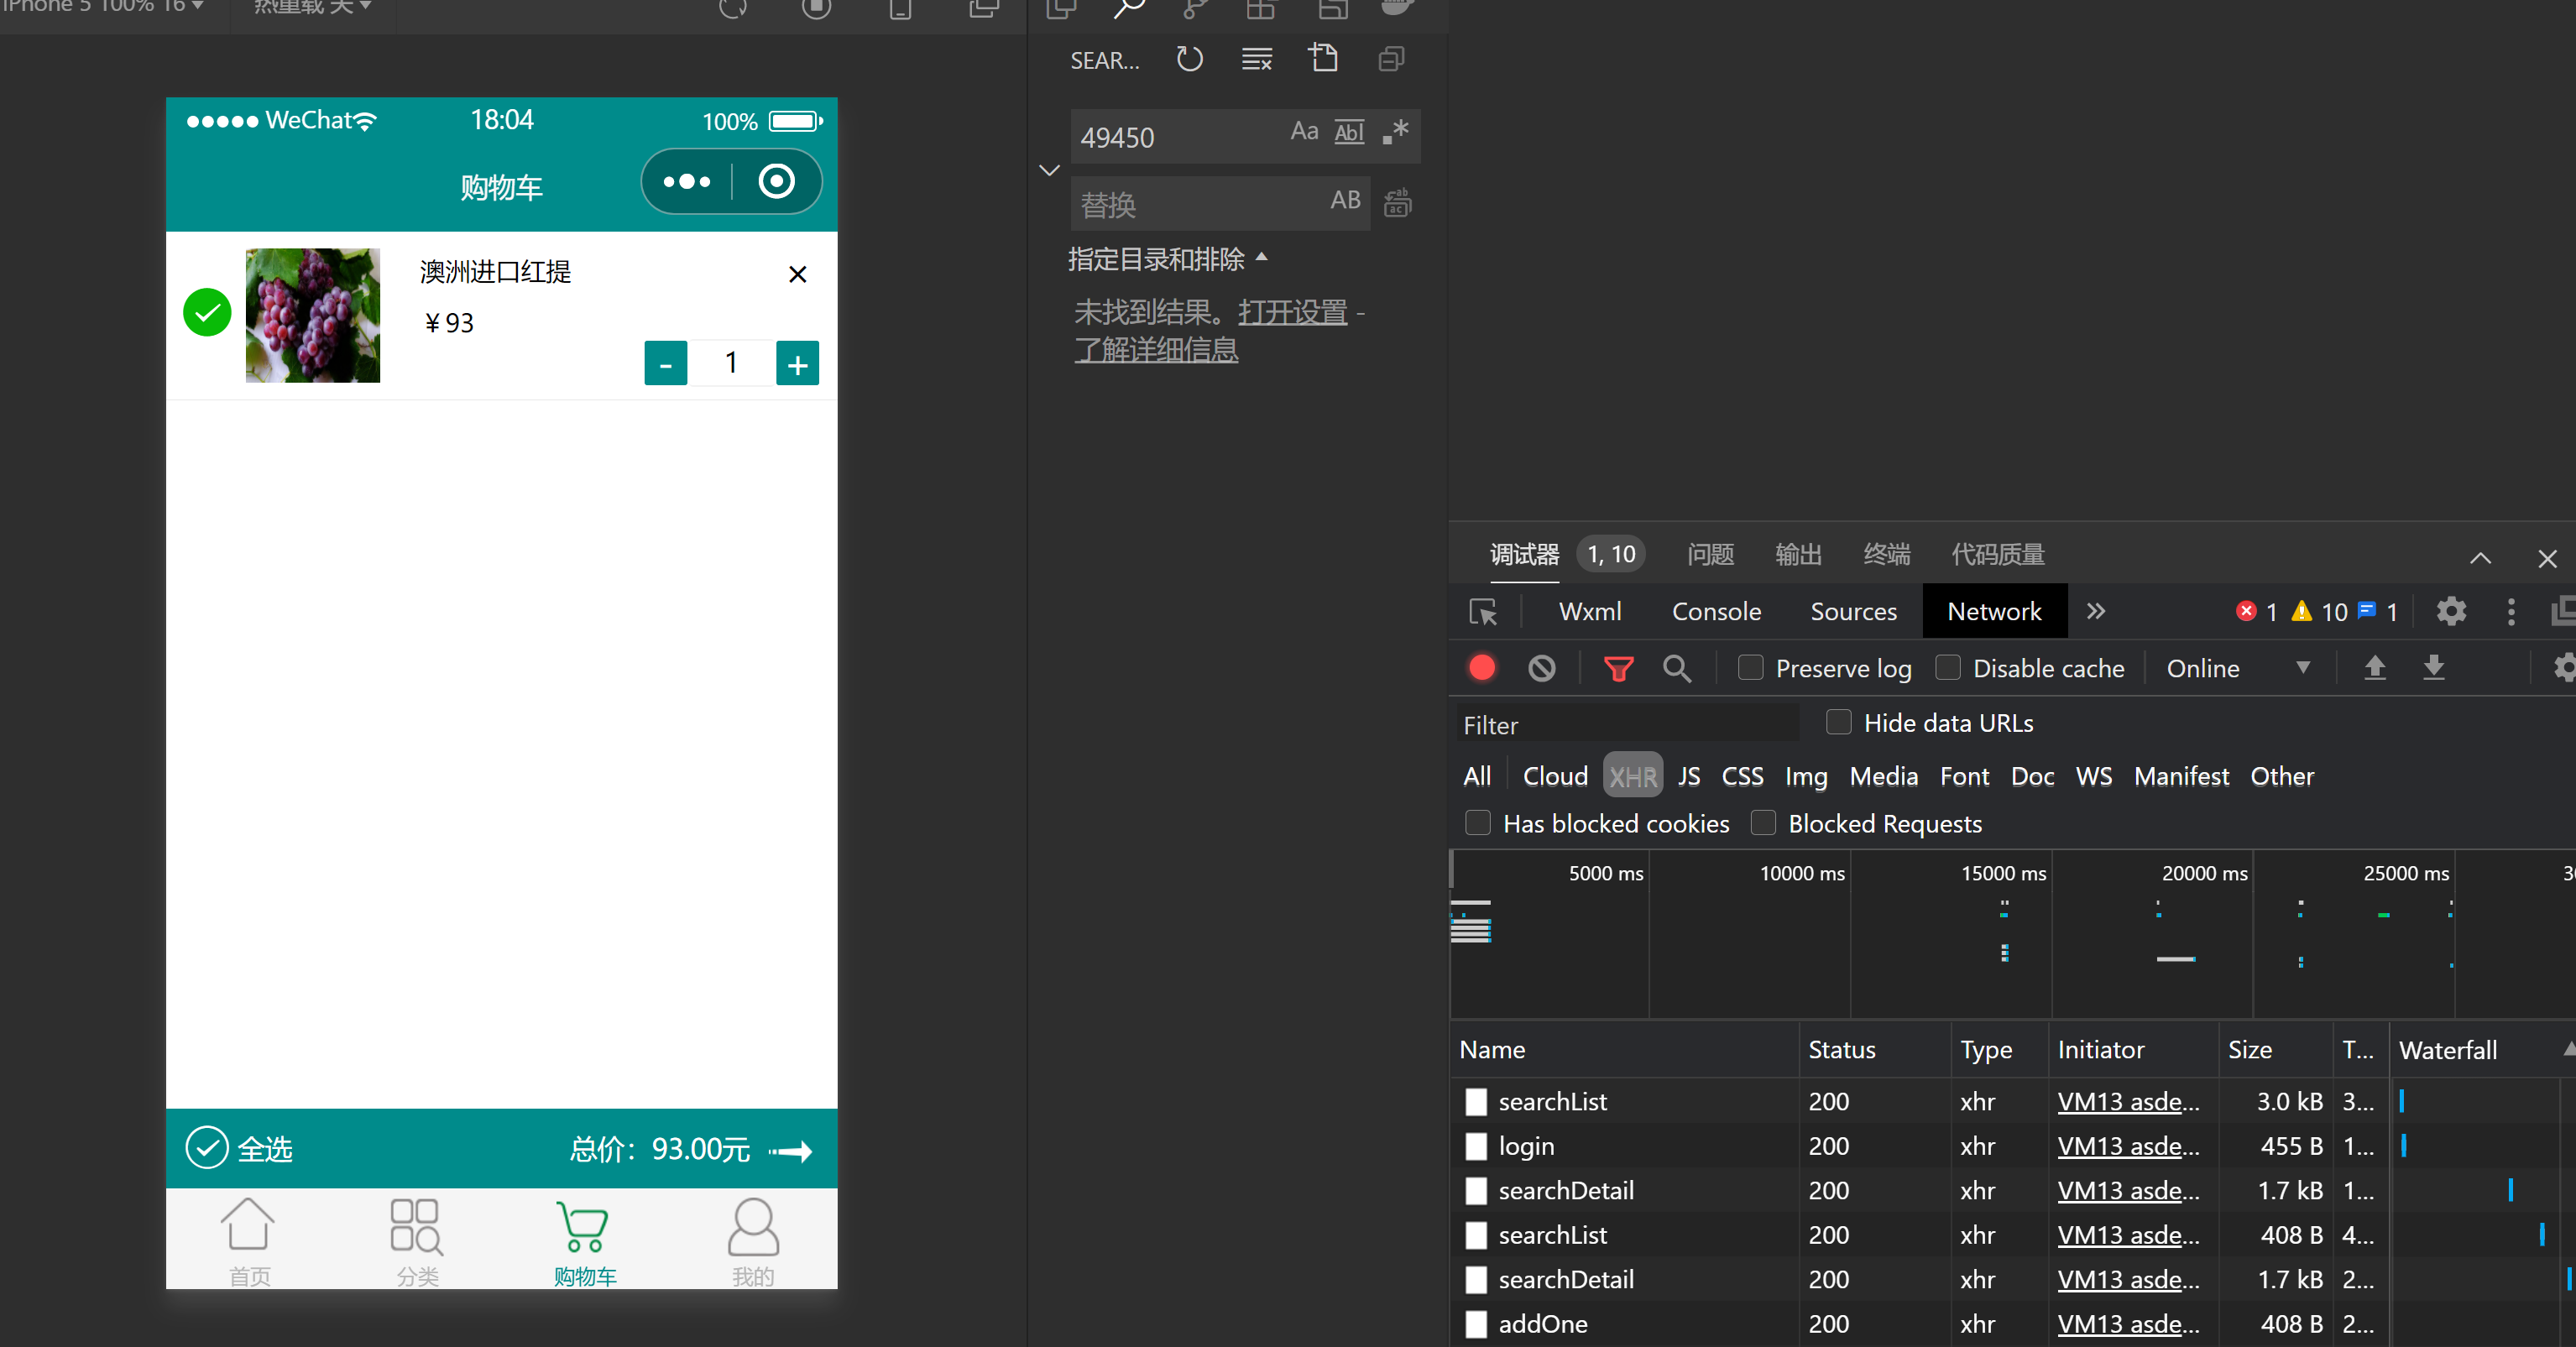 iPhone 5 100% 16
热重载 关
WeChat
18:04
100%
购物车
澳洲进口红提
×
￥93
- 1 +
全选
总价：93.00元
首页
分类
购物车
我的
SEAR...
49450
Aa
Abl
替换
AB
指定目录和排除
未找到结果。打开设置 -
了解详细信息
调试器 1, 10 问题 输出 终端 代码质量
Wxml Console Sources Network 1 10 1
Preserve log Disable cache Online
Filter Hide data URLs
All Cloud XHR JS CSS Img Media Font Doc WS Manifest Other
Has blocked cookies Blocked Requests
5000 ms 10000 ms 15000 ms 20000 ms 25000 ms 3
Name Status Type Initiator Size T... Waterfall
searchList 200 xhr VM13 asde... 3.0 kB 3...
login 200 xhr VM13 asde... 455 B 1...
searchDetail 200 xhr VM13 asde... 1.7 kB 1...
searchList 200 xhr VM13 asde... 408 B 4...
searchDetail 200 xhr VM13 asde... 1.7 kB 2...
addOne 200 xhr VM13 asde... 408 B 2...